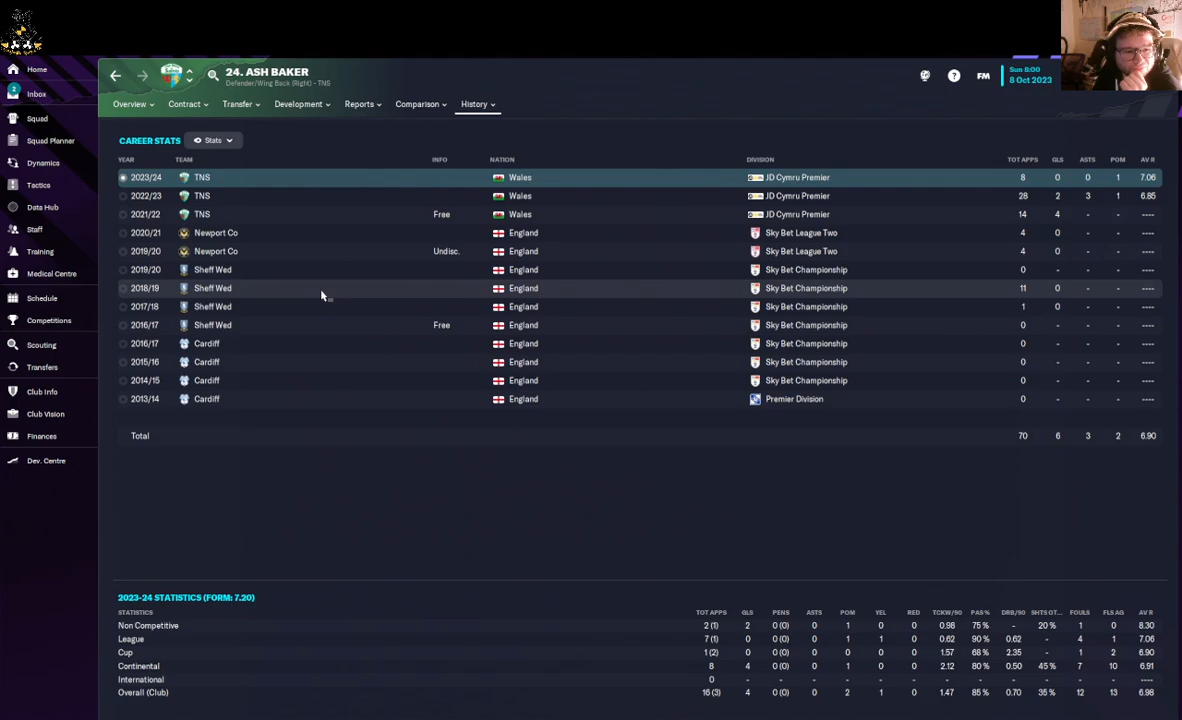 24. ASH BAKER
Defender/Wing Back (Right) - TNS
FM
Sun 8:00
8 Oct 2023
Overview Contract Transfer Development Reports Comparison History
Home
2
Inbox
Squad
Squad Planner
Dynamics
Tactics
Data Hub
Staff
Training
Medical Centre
Schedule
Competitions
Scouting
Transfers
Club Info
Club Vision
Finances
Dev. Centre
CAREER STATS Stats
YEAR TEAM INFO NATION DIVISION TOT APPS GLS ASTS POM AV R
2023/24 TNS Wales JD Cymru Premier 8 0 0 1 7.06
2022/23 TNS Wales JD Cymru Premier 28 2 3 1 6.85
2021/22 TNS Free Wales JD Cymru Premier 14 4 - - ----
2020/21 Newport Co England Sky Bet League Two 4 0 - - ----
2019/20 Newport Co Undisc. England Sky Bet League Two 4 0 - - ----
2019/20 Sheff Wed England Sky Bet Championship 0 - - - ----
2018/19 Sheff Wed England Sky Bet Championship 11 0 - - ----
2017/18 Sheff Wed England Sky Bet Championship 1 0 - - ----
2016/17 Sheff Wed Free England Sky Bet Championship 0 - - - ----
2016/17 Cardiff England Sky Bet Championship 0 - - - ----
2015/16 Cardiff England Sky Bet Championship 0 - - - ----
2014/15 Cardiff England Sky Bet Championship 0 - - - ----
2013/14 Cardiff England Premier Division 0 - - - ----
Total 70 6 3 2 6.90
2023-24 STATISTICS (FORM: 7.20)
STATISTICS TOT APPS GLS PENS ASTS POM YEL RED TCKW/90 PAS % DRB/90 SHTS OT... FOULS FLS AG AV R
Non Competitive 2 (1) 2 0 (0) 0 1 0 0 0.98 75 % - 20 % 1 0 8.30
League 7 (1) 0 0 (0) 0 1 1 0 0.62 90 % 0.62 - 4 1 7.06
Cup 1 (2) 0 0 (0) 0 0 0 0 1.57 68 % 2.35 - 1 2 6.90
Continental 8 4 0 (0) 0 1 0 0 2.12 80 % 0.50 45 % 7 10 6.91
International 0 - - - - - - - - - - - - ----
Overall (Club) 16 (3) 4 0 (0) 0 2 1 0 1.47 85 % 0.70 35 % 12 13 6.98